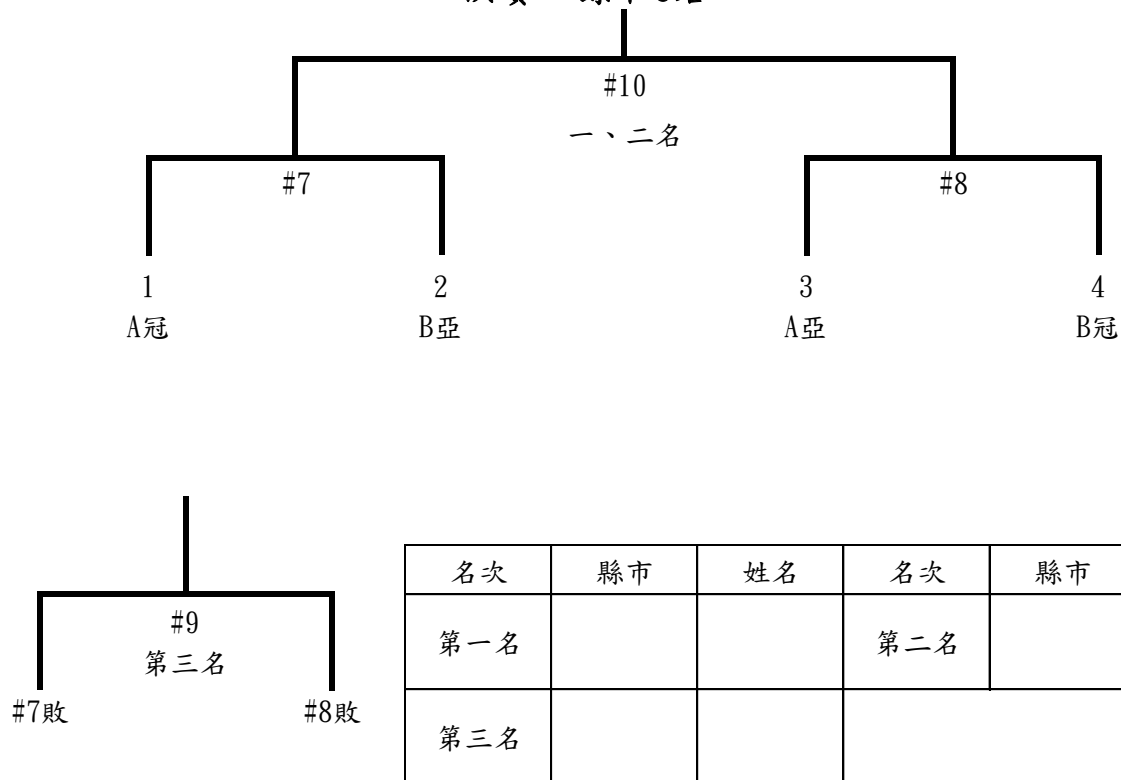 #10
一、二名
#7 #8
1 2 3 4
A冠 B亞 A亞 B冠
#9
第三名
#7敗 #8敗
名次 縣市 姓名 名次 縣市
第一名 第二名
第三名